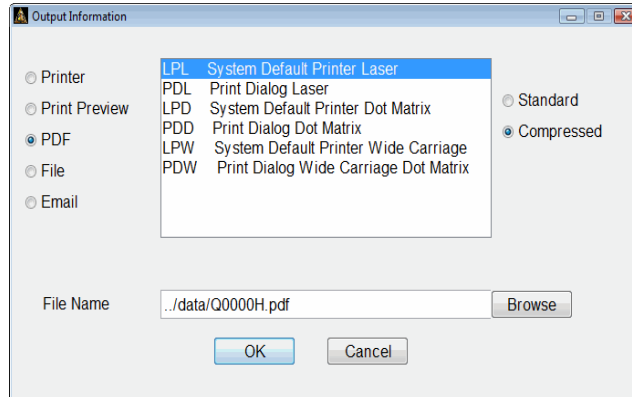 Output Information
Printer
Print Preview
PDF
File
Email
LPL System Default Printer Laser
PDL Print Dialog Laser
LPD System Default Printer Dot Matrix
PDD Print Dialog Dot Matrix
LPW System Default Printer Wide Carriage
PDW Print Dialog Wide Carriage Dot Matrix
Standard
Compressed
File Name ../data/Q0000H.pdf Browse
OK Cancel